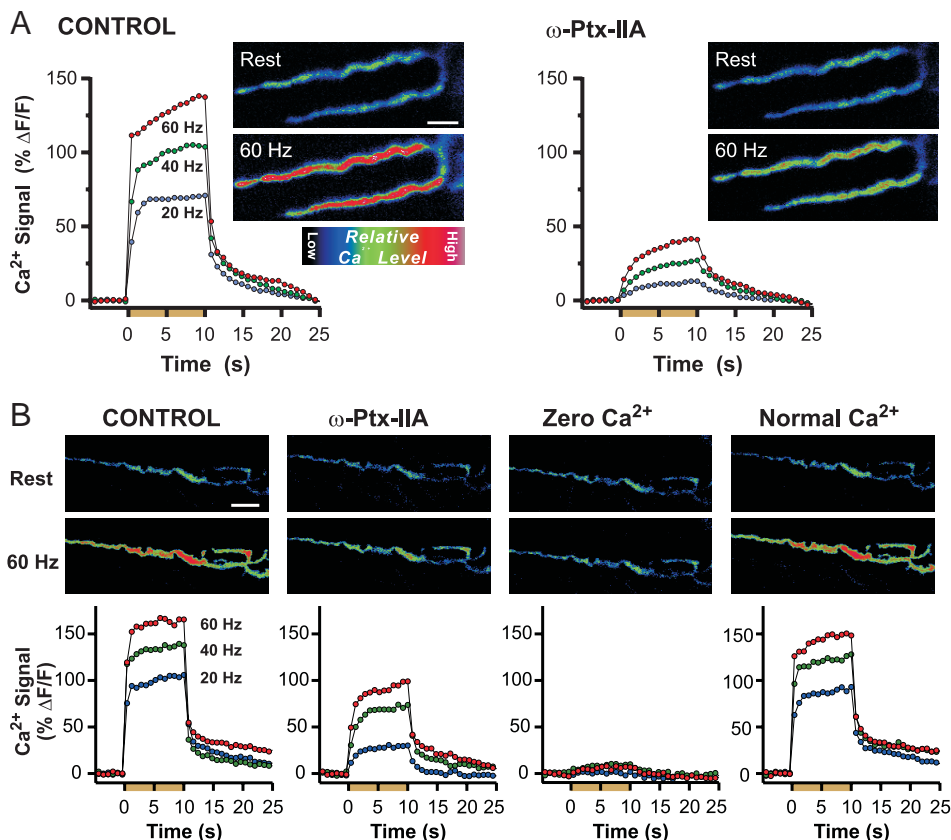 A CONTROL
ω-Ptx-IIA
Ca²⁺ Signal (% ΔF/F)
150
100
50
0
60 Hz
40 Hz
20 Hz
0 5 10 15 20 25
Time (s)
Rest
60 Hz
Low
Relative
Ca⁺⁺ Level
High
150
100
50
0
0 5 10 15 20 25
Time (s)
Rest
60 Hz
B
CONTROL
ω-Ptx-IIA
Zero Ca²⁺
Normal Ca²⁺
Rest
60 Hz
Ca²⁺ Signal
(% ΔF/F)
150
100
50
0
60 Hz
40 Hz
20 Hz
0 5 10 15 20 25
Time (s)
150
100
50
0
0 5 10 15 20 25
Time (s)
150
100
50
0
0 5 10 15 20 25
Time (s)
150
100
50
0
0 5 10 15 20 25
Time (s)